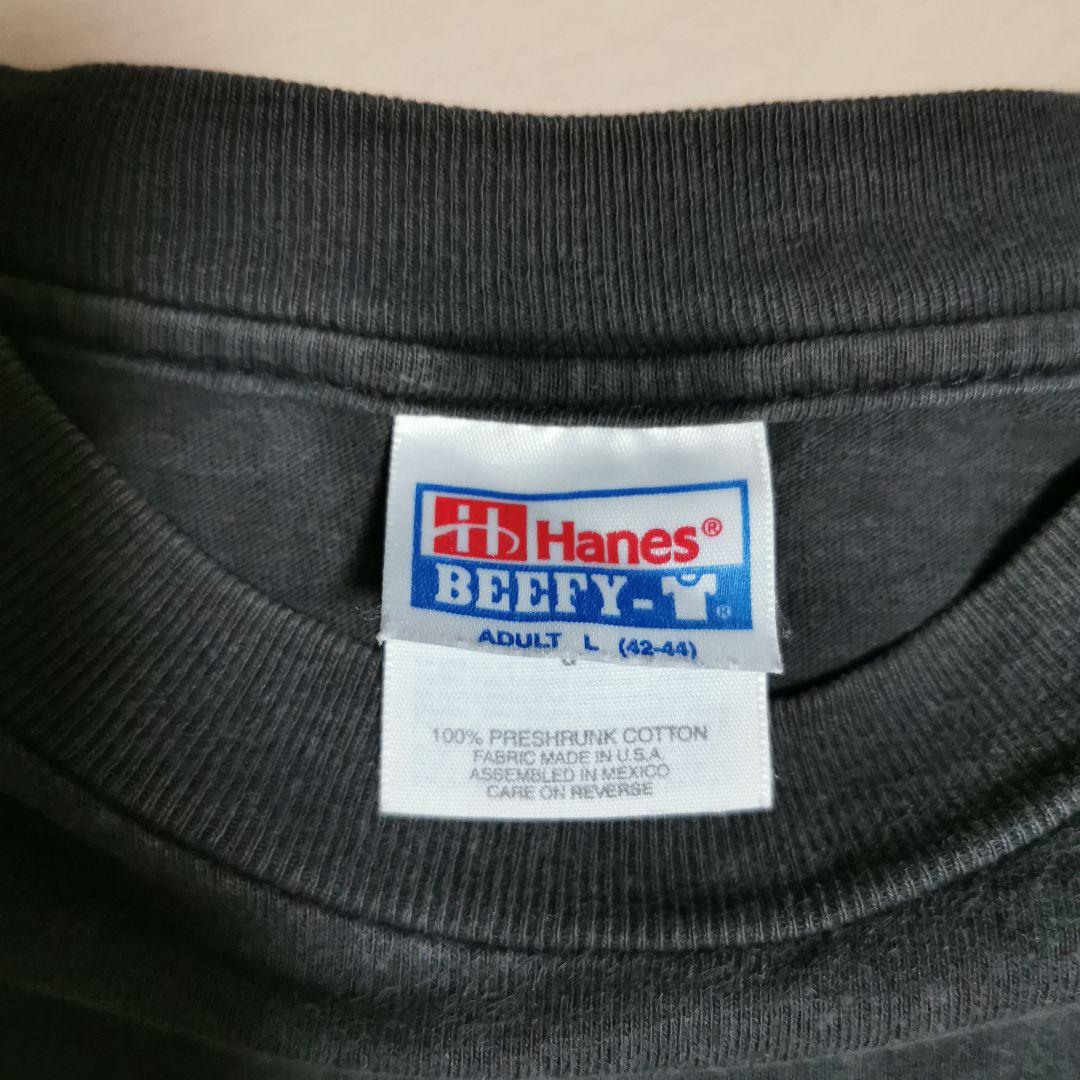 H Hanes®
BEEFY-T®
ADULT L (42-44)
100% PRESHRUNK COTTON
FABRIC MADE IN U.S.A.
ASSEMBLED IN MEXICO
CARE ON REVERSE